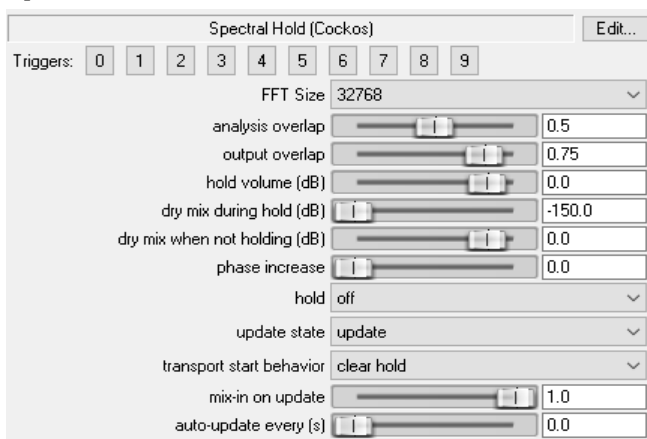 Spectral Hold (Cockos) Edit...
Triggers: 0 1 2 3 4 5 6 7 8 9
FFT Size 32768
analysis overlap 0.5
output overlap 0.75
hold volume (dB) 0.0
dry mix during hold (dB) -150.0
dry mix when not holding (dB) 0.0
phase increase 0.0
hold off
update state update
transport start behavior clear hold
mix-in on update 1.0
auto-update every (s) 0.0